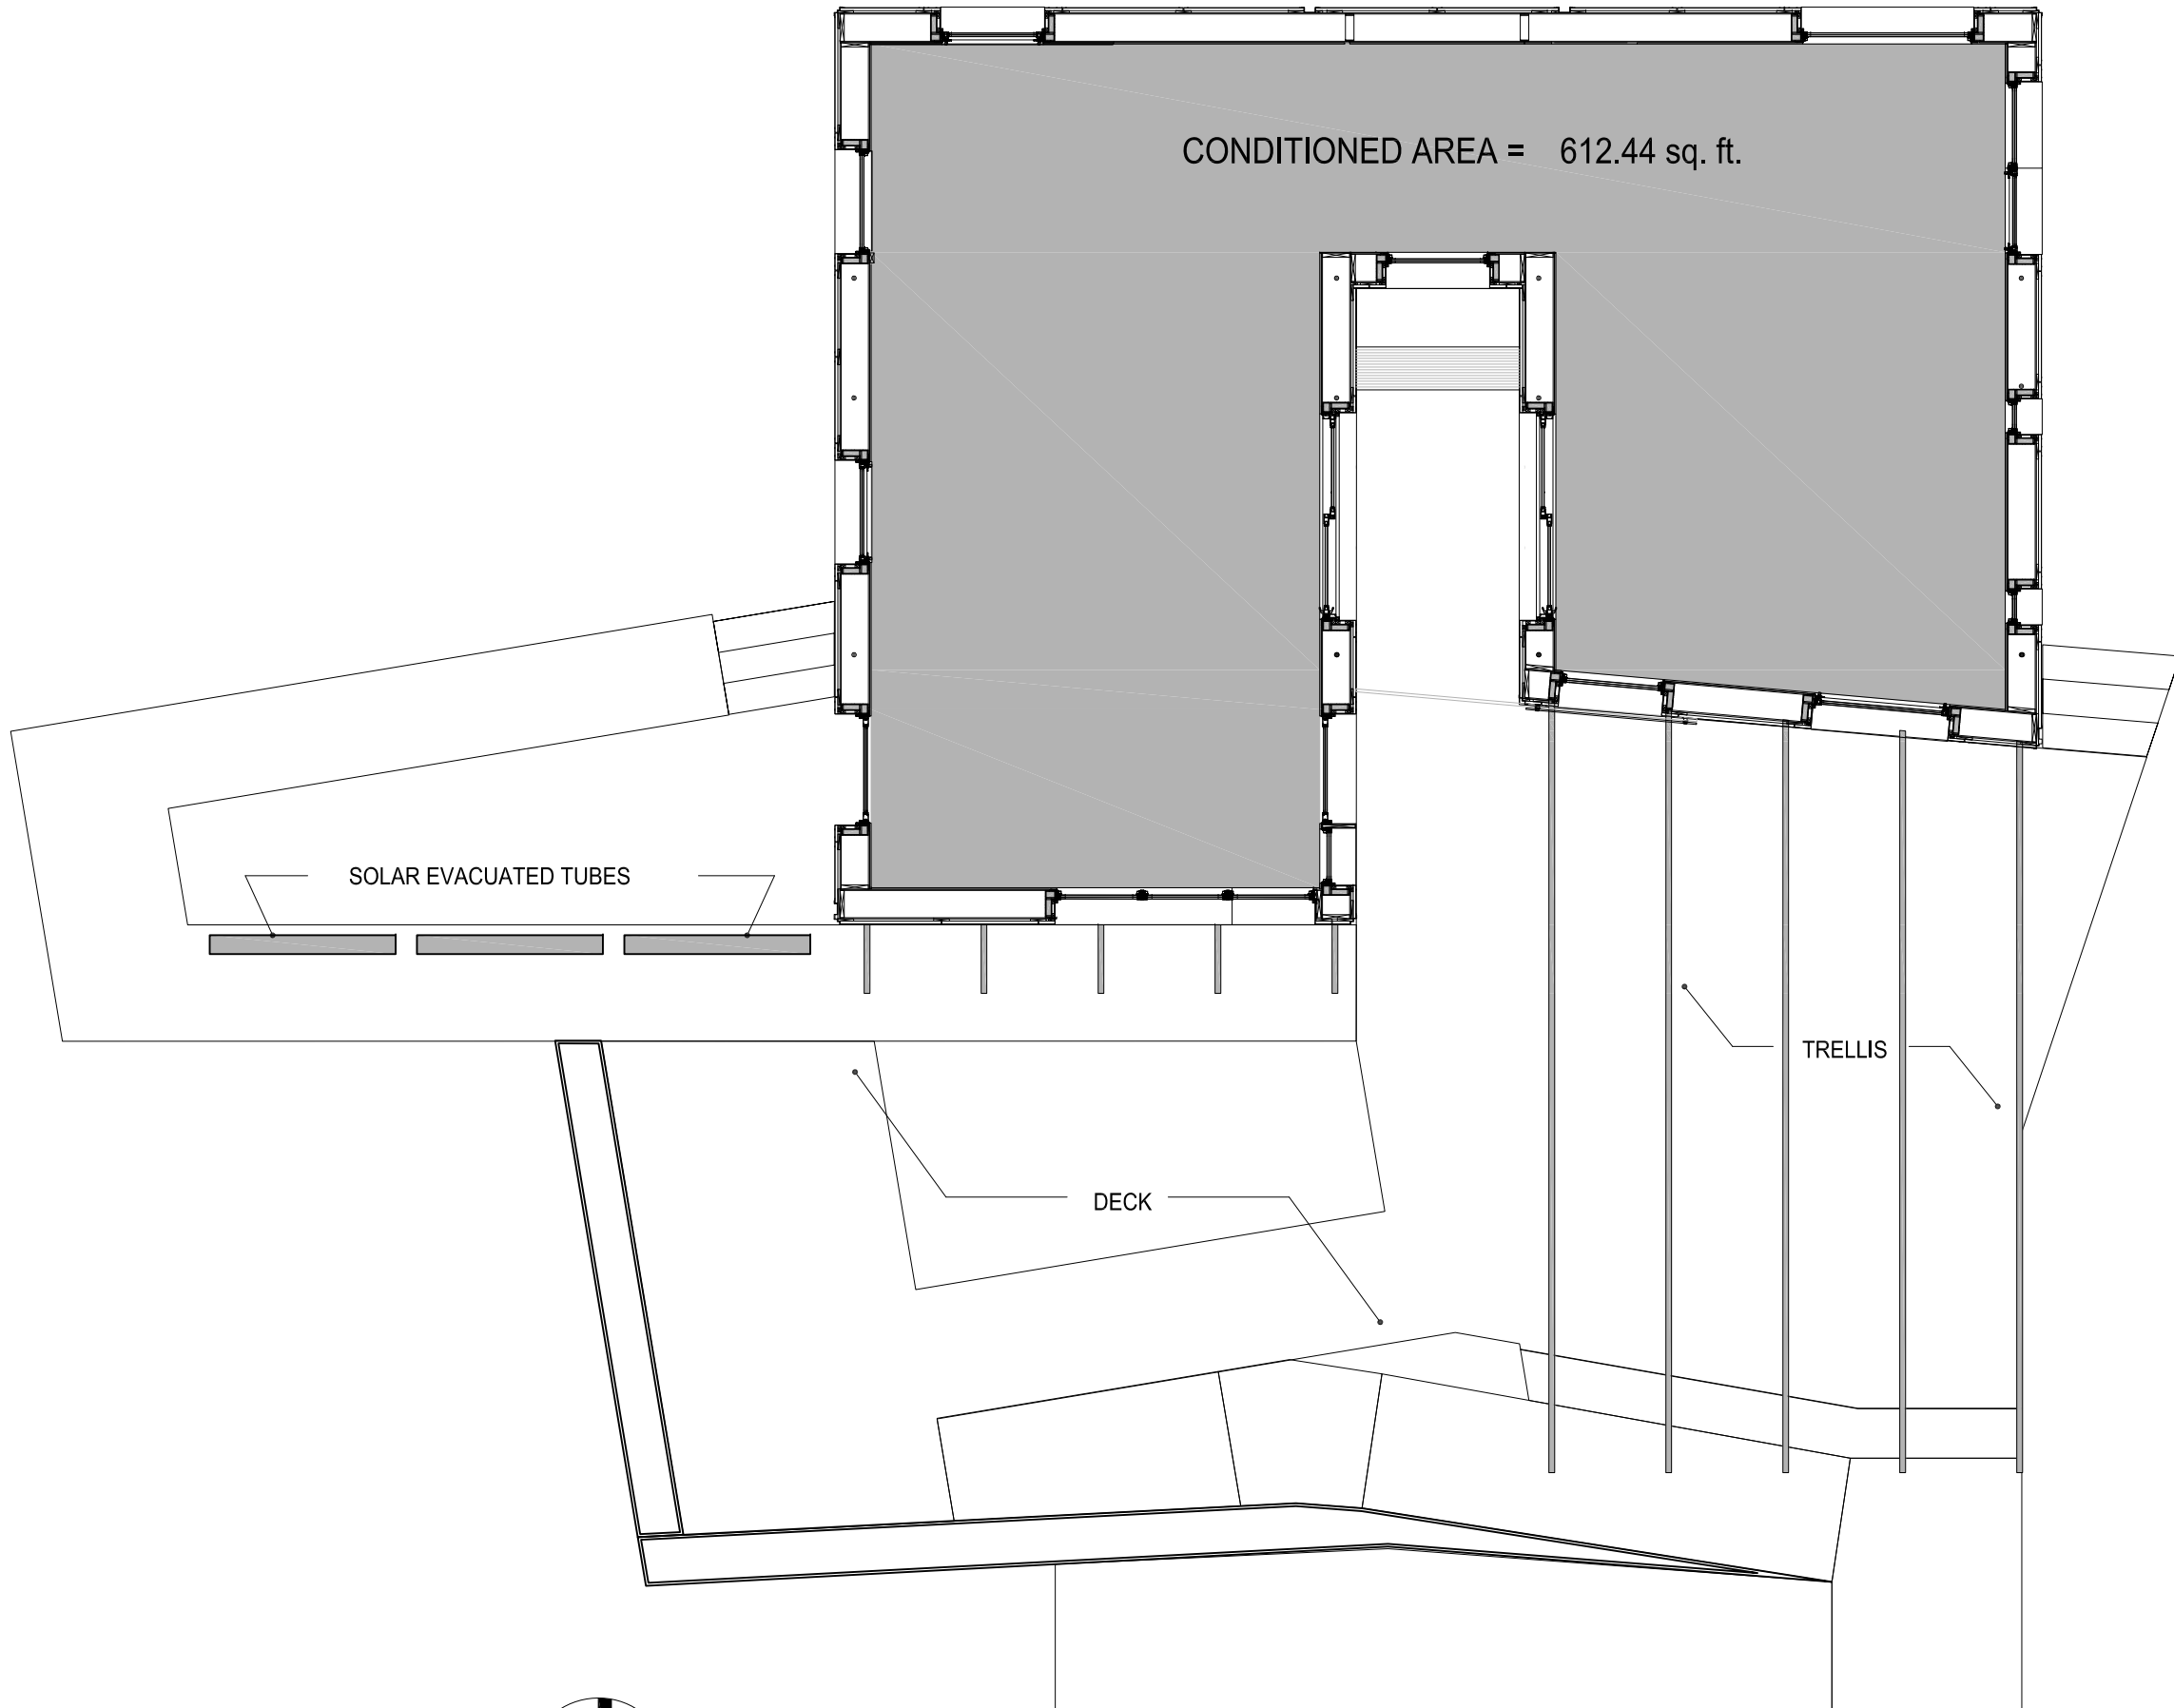 CONDITIONED AREA = 612.44 sq. ft.
SOLAR EVACUATED TUBES
TRELLIS
DECK